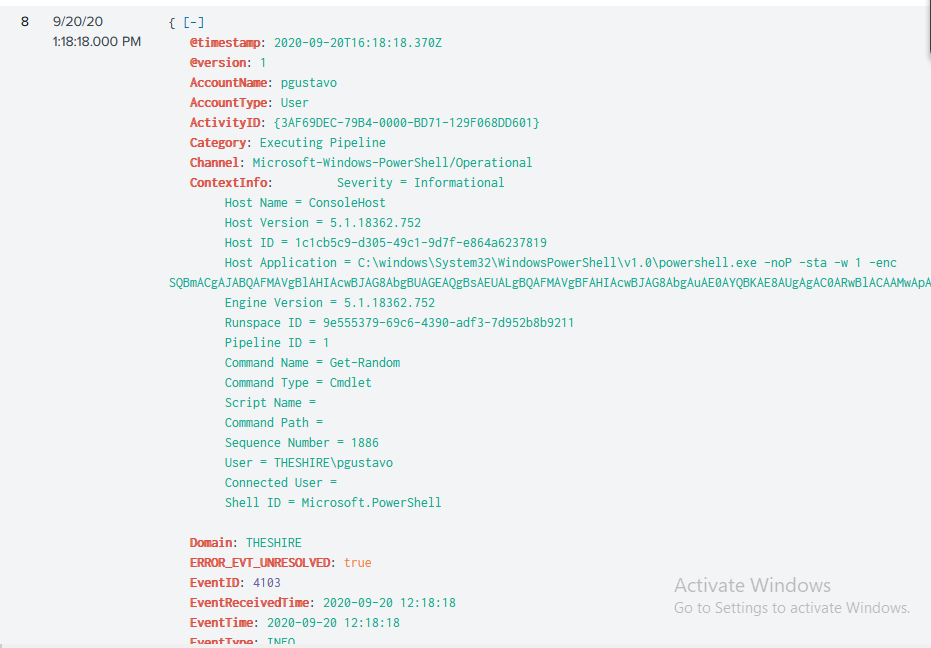 8 9/20/20 { [-]
1:18:18.000 PM @timestamp: 2020-09-20T16:18:18.370Z
@version: 1
AccountName: pgustavo
AccountType: User
ActivityID: {3AF69DEC-79B4-0000-BD71-129F068DD601}
Category: Executing Pipeline
Channel: Microsoft-Windows-PowerShell/Operational
ContextInfo: Severity = Informational
Host Name = ConsoleHost
Host Version = 5.1.18362.752
Host ID = 1c1cb5c9-d305-49c1-9d7f-e864a6237819
Host Application = C:\windows\System32\WindowsPowerShell\v1.0\powershell.exe -noP -sta -w 1 -enc
SQBmACgAJABQAFMAVgBlAHIAcwBJAG8AbgBUAGEAQgBsAEUALgBQAFMAVgBFAHIAcwBJAG8AbgAuAE0AYQBKAE8AUgAgAC0ARwBlACAAMwApA
Engine Version = 5.1.18362.752
Runspace ID = 9e555379-69c6-4390-adf3-7d952b8b9211
Pipeline ID = 1
Command Name = Get-Random
Command Type = Cmdlet
Script Name =
Command Path =
Sequence Number = 1886
User = THESHIRE\pgustavo
Connected User =
Shell ID = Microsoft.PowerShell
Domain: THESHIRE
ERROR_EVT_UNRESOLVED: true
EventID: 4103
EventReceivedTime: 2020-09-20 12:18:18
EventTime: 2020-09-20 12:18:18
EventType: INFO
Activate Windows
Go to Settings to activate Windows.